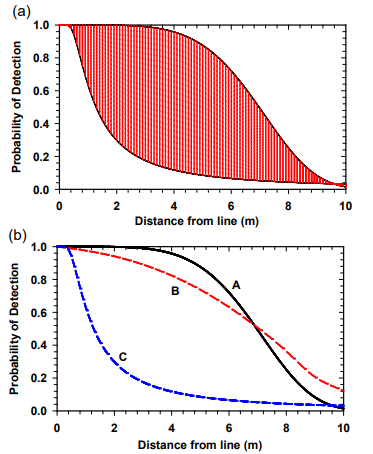 (a)
Probability of Detection
1.0
0.8
0.6
0.4
0.2
0.0
0 2 4 6 8 10
Distance from line (m)
(b)
Probability of Detection
1.0
0.8
0.6
0.4
0.2
0.0
A
B
C
0 2 4 6 8 10
Distance from line (m)